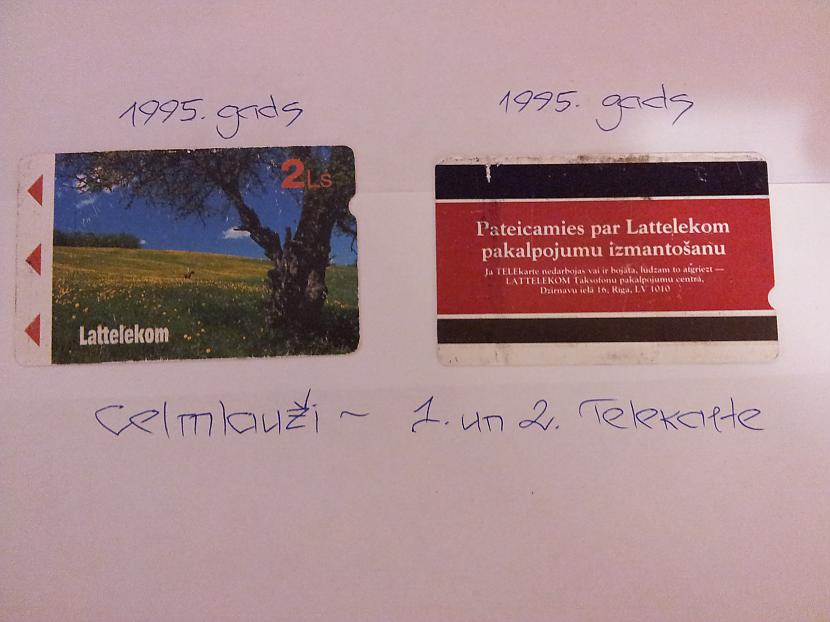 1995. gads
1995. gads
2Ls
Lattelekom
Pateicamies par Lattelekom
pakalpojumu izmantošanu
Ja TELEkarte nedarbojas vai ir bojāta, lūdzam to atgriezt —
LATTELEKOM Taksofonu pakalpojumu centrā,
Dzirnavu ielā 16, Rīga, LV 1010
Celmlauži ~ 1. un 2. Telekarte